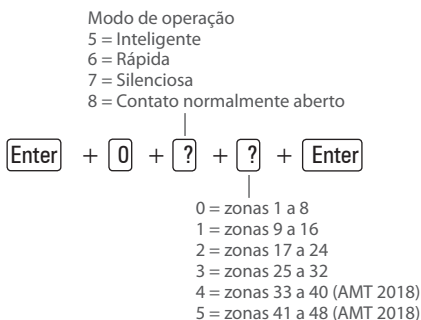 Modo de operação
5 = Inteligente
6 = Rápida
7 = Silenciosa
8 = Contato normalmente aberto
Enter + 0 + ? + ? + Enter
0 = zonas 1 a 8
1 = zonas 9 a 16
2 = zonas 17 a 24
3 = zonas 25 a 32
4 = zonas 33 a 40 (AMT 2018)
5 = zonas 41 a 48 (AMT 2018)